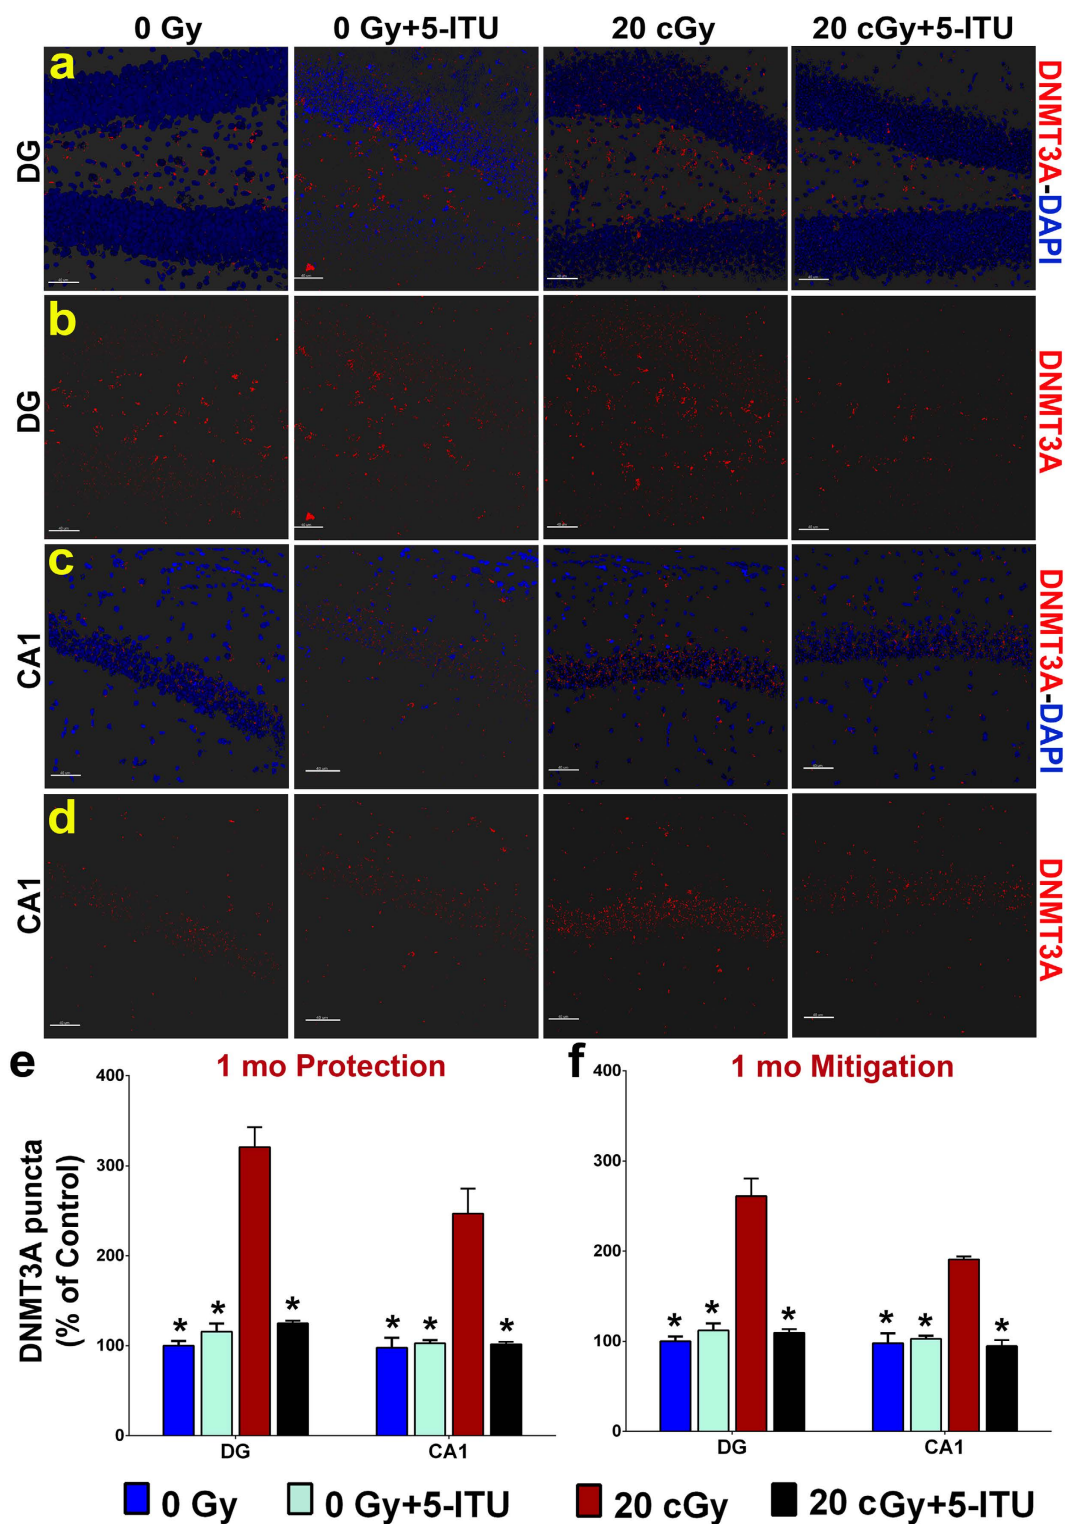 0 Gy 0 Gy+5-ITU 20 cGy 20 cGy+5-ITU
a
DG
DNMT3A-DAPI
b
DG
DNMT3A
c
CA1
DNMT3A-DAPI
d
CA1
DNMT3A
e
1 mo Protection
DNMT3A puncta
(% of Control)
400
300
200
100
0
* * * * * *
DG CA1
f
1 mo Mitigation
400
300
200
100
0
* * * * * *
DG CA1
0 Gy 0 Gy+5-ITU 20 cGy 20 cGy+5-ITU